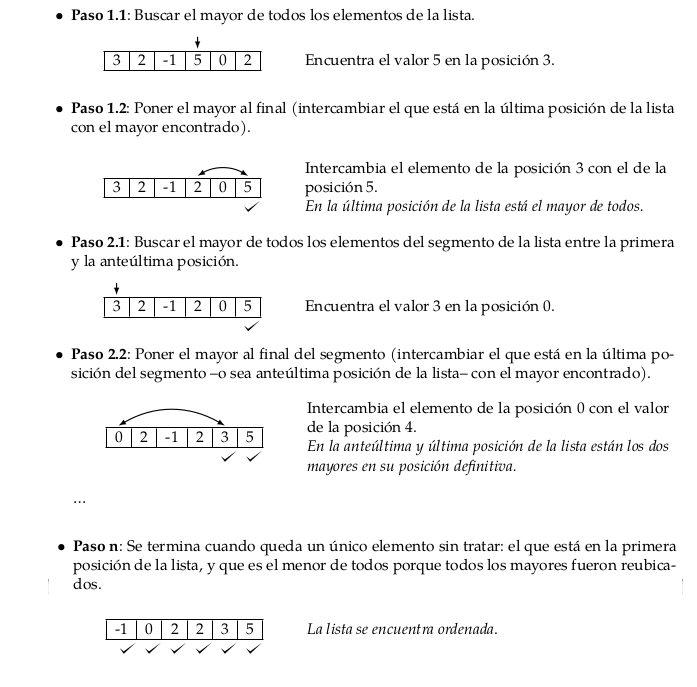 • Paso 1.1: Buscar el mayor de todos los elementos de la lista.
3 2 -1 5 0 2
Encuentra el valor 5 en la posición 3.
• Paso 1.2: Poner el mayor al final (intercambiar el que está en la última posición de la lista
con el mayor encontrado).
3 2 -1 2 0 5
Intercambia el elemento de la posición 3 con el de la
posición 5.
En la última posición de la lista está el mayor de todos.
• Paso 2.1: Buscar el mayor de todos los elementos del segmento de la lista entre la primera
y la anteúltima posición.
3 2 -1 2 0 5
Encuentra el valor 3 en la posición 0.
• Paso 2.2: Poner el mayor al final del segmento (intercambiar el que está en la última po-
sición del segmento –o sea anteúltima posición de la lista– con el mayor encontrado).
0 2 -1 2 3 5
Intercambia el elemento de la posición 0 con el valor
de la posición 4.
En la anteúltima y última posición de la lista están los dos
mayores en su posición definitiva.
...
• Paso n: Se termina cuando queda un único elemento sin tratar: el que está en la primera
posición de la lista, y que es el menor de todos porque todos los mayores fueron reubica-
dos.
-1 0 2 2 3 5
La lista se encuentra ordenada.